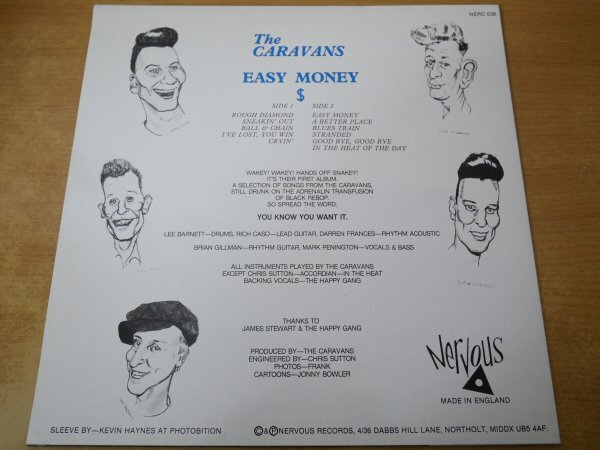 NERD 036
The
CARAVANS
EASY MONEY
$
SIDE 1 SIDE 2
ROUGH DIAMOND EASY MONEY
SNEAKIN' OUT A BETTER PLACE
BALL & CHAIN BLUES TRAIN
I'VE LOST, YOU WIN STRANDED
CRYIN' GOOD BYE, GOOD BYE
IN THE HEAT OF THE DAY
WAKEY! WAKEY! HANDS OFF SNAKEY!
IT'S THEIR FIRST ALBUM.
A SELECTION OF SONGS FROM THE CARAVANS,
STILL DRUNK ON THE ADRENALIN TRANSFUSION
OF BLACK REBOP.
SO SPREAD THE WORD.
YOU KNOW YOU WANT IT.
LEE BARNETT—DRUMS, RICH CASO—LEAD GUITAR, DARREN FRANCES—RHYTHM ACOUSTIC
BRIAN GILLMAN—RHYTHM GUITAR, MARK PENINGTON—VOCALS & BASS
ALL INSTRUMENTS PLAYED BY THE CARAVANS
EXCEPT CHRIS SUTTON—ACCORDIAN—IN THE HEAT
BACKING VOCALS—THE HAPPY GANG
THANKS TO
JAMES STEWART & THE HAPPY GANG
PRODUCED BY—THE CARAVANS
ENGINEERED BY—CHRIS SUTTON
PHOTOS—FRANK
CARTOONS—JONNY BOWLER
Nervous
MADE IN ENGLAND
SLEEVE BY—KEVIN HAYNES AT PHOTOBITION
©&℗NERVOUS RECORDS, 4/36 DABBS HILL LANE, NORTHOLT, MIDDX UB5 4AF.